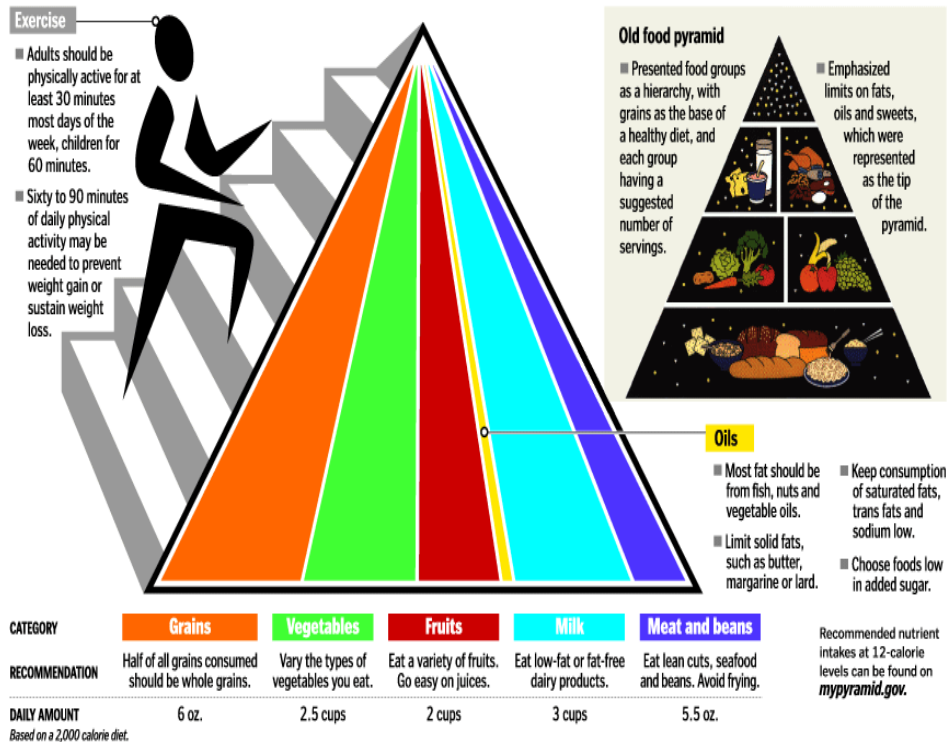 Exercise
Adults should be
physically active for at
least 30 minutes
most days of the
week, children for
60 minutes.
Sixty to 90 minutes
of daily physical
activity may be
needed to prevent
weight gain or
sustain weight
loss.
Old food pyramid
Presented food groups
as a hierarchy, with
grains as the base of
a healthy diet, and
each group
having a
suggested
number of
servings.
Emphasized
limits on fats,
oils and sweets,
which were
represented
as the tip
of the
pyramid.
Oils
Most fat should be
from fish, nuts and
vegetable oils.
Limit solid fats,
such as butter,
margarine or lard.
Keep consumption
of saturated fats,
trans fats and
sodium low.
Choose foods low
in added sugar.
CATEGORY Grains Vegetables Fruits Milk Meat and beans
RECOMMENDATION
Half of all grains consumed
should be whole grains.
Vary the types of
vegetables you eat.
Eat a variety of fruits.
Go easy on juices.
Eat low-fat or fat-free
dairy products.
Eat lean cuts, seafood
and beans. Avoid frying.
DAILY AMOUNT 6 oz. 2.5 cups 2 cups 3 cups 5.5 oz.
Based on a 2,000 calorie diet.
Recommended nutrient
intakes at 12-calorie
levels can be found on
mypyramid.gov.